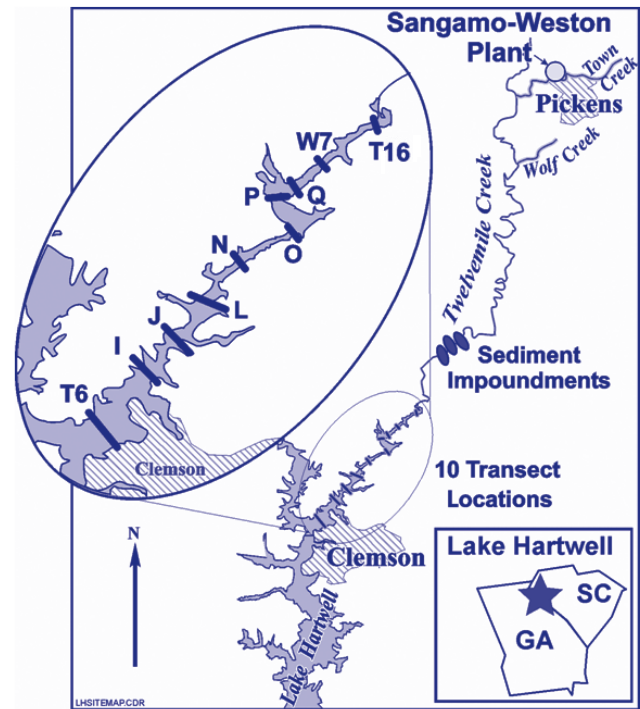 Sangamo-Weston
Plant
Town
Creek
Pickens
Wolf Creek
Twelvemile Creek
W7
T16
P
Q
O
N
L
J
I
T6
Clemson
Sediment
Impoundments
10 Transect
Locations
N
Clemson
Lake Hartwell
Lake Hartwell
SC
GA
LHSITEMAP.CDR